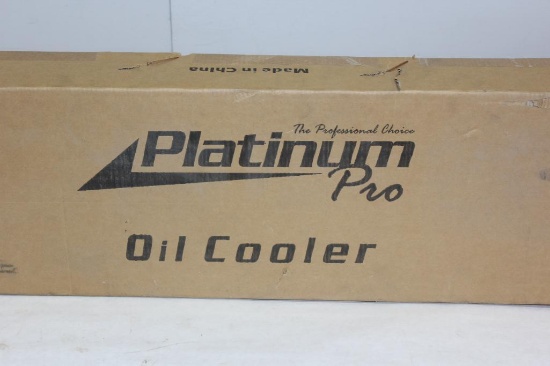 Made in China
The Professional Choice
Platinum
Pro
Oil Cooler